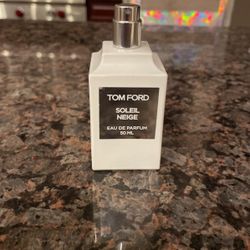 TOM FORD
SOLEIL
NEIGE
EAU DE PARFUM
50 ML